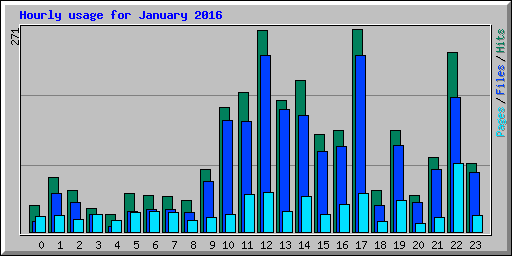 Hourly usage for January 2016
271
Pages/Files/Hits
0 1 2 3 4 5 6 7 8 9 10 11 12 13 14 15 16 17 18 19 20 21 22 23